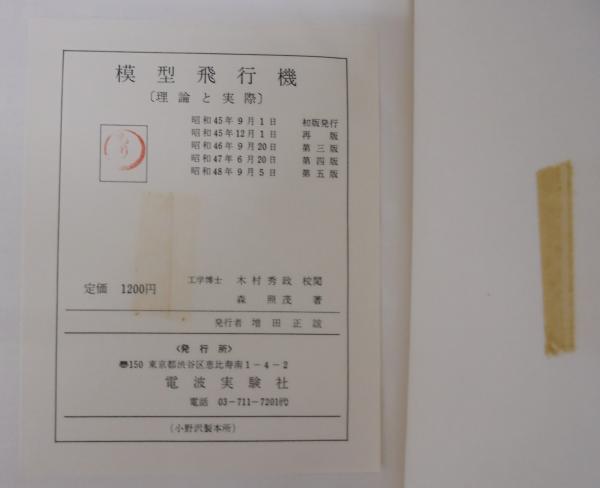 模型飛行機
〔理論と実際〕
昭和45年9月1日 初版発行
昭和45年12月1日 再版
昭和46年9月20日 第三版
昭和47年6月20日 第四版
昭和48年9月5日 第五版
定価 1200円
工学博士 木村秀政 校閲
森 照茂 著
発行者 増田正誼
〈発行所〉
〒150 東京都渋谷区恵比寿南1-4-2
電波実験社
電話 03-711-7201代
(小野沢製本所)